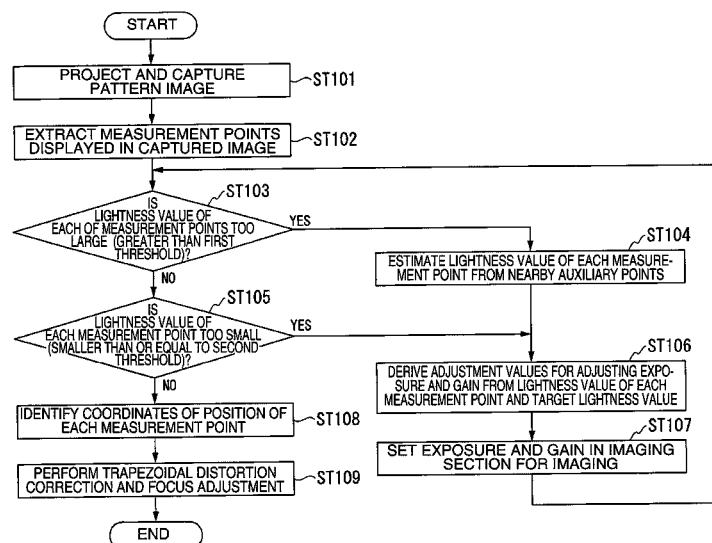 START
PROJECT AND CAPTURE
PATTERN IMAGE
ST101
EXTRACT MEASUREMENT POINTS
DISPLAYED IN CAPTURED IMAGE
ST102
ST103
IS
LIGHTNESS VALUE OF
EACH OF MEASUREMENT POINTS TOO
LARGE (GREATER THAN FIRST
THRESHOLD)?
YES
NO
ST104
ESTIMATE LIGHTNESS VALUE OF EACH MEASURE-
MENT POINT FROM NEARBY AUXILIARY POINTS
ST105
IS
LIGHTNESS VALUE OF
EACH MEASUREMENT POINT TOO SMALL
(SMALLER THAN OR EQUAL TO SECOND
THRESHOLD)?
YES
NO
ST106
DERIVE ADJUSTMENT VALUES FOR ADJUSTING EXPO-
SURE AND GAIN FROM LIGHTNESS VALUE OF EACH
MEASUREMENT POINT AND TARGET LIGHTNESS VALUE
ST107
SET EXPOSURE AND GAIN IN IMAGING
SECTION FOR IMAGING
IDENTIFY COORDINATES OF POSITION OF
EACH MEASUREMENT POINT
ST108
PERFORM TRAPEZOIDAL DISTORTION
CORRECTION AND FOCUS ADJUSTMENT
ST109
END